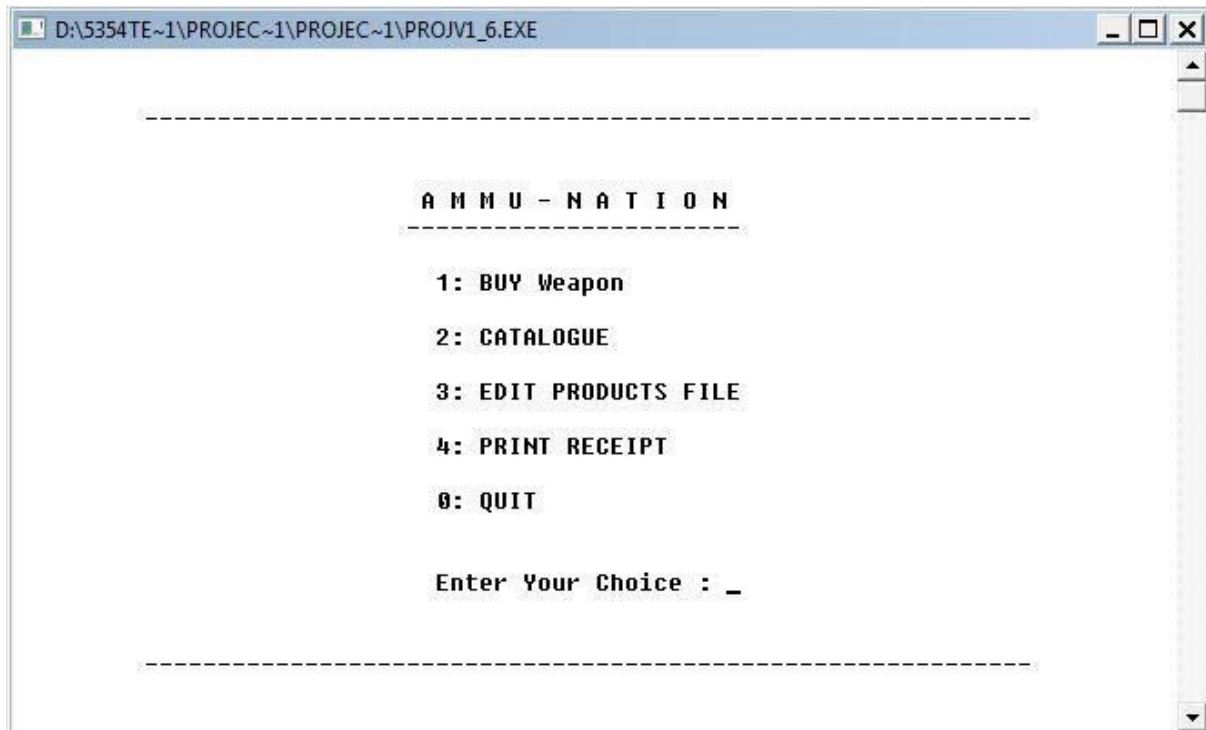 D:\5354TE~1\PROJEC~1\PROJEC~1\PROJV1_6.EXE
-------------------------------------------------------------
A M M U - N A T I O N
-----------------------
1: BUY Weapon
2: CATALOGUE
3: EDIT PRODUCTS FILE
4: PRINT RECEIPT
0: QUIT
Enter Your Choice : _
-------------------------------------------------------------